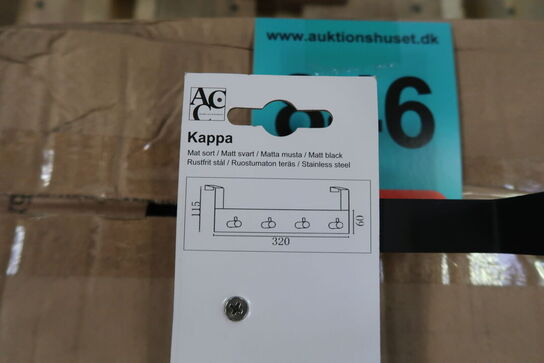 www.auktionshuset.dk
46
AC
C
Kappa
Mat sort / Matt svart / Matta musta / Matt black
Rustfrit stål / Ruostumaton teräs / Stainless steel
115
60
320